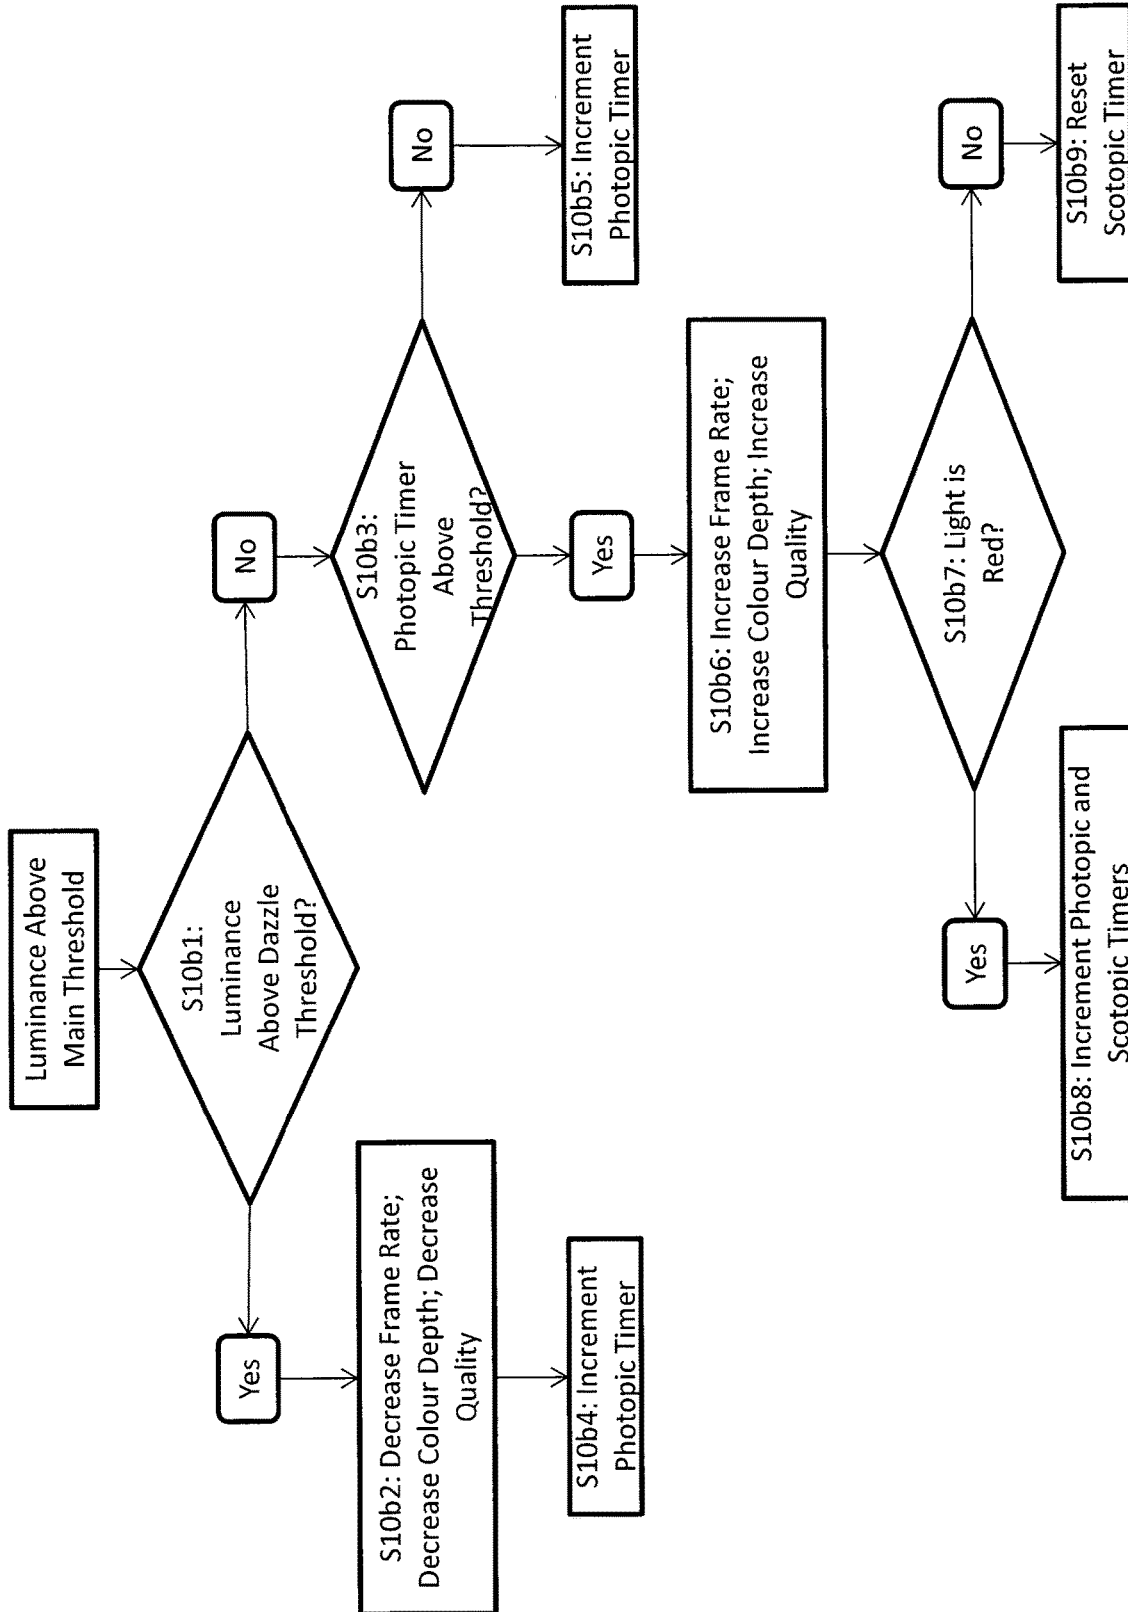 Luminance Above
Main Threshold
S10b1:
Luminance
Above Dazzle
Threshold?
Yes
No
S10b2: Decrease Frame Rate;
Decrease Colour Depth; Decrease
Quality
S10b4: Increment
Photopic Timer
S10b3:
Photopic Timer
Above
Threshold?
No
S10b5: Increment
Photopic Timer
Yes
S10b6: Increase Frame Rate;
Increase Colour Depth; Increase
Quality
S10b7: Light is
Red?
Yes
No
S10b8: Increment Photopic and
Scotopic Timers
S10b9: Reset
Scotopic Timer